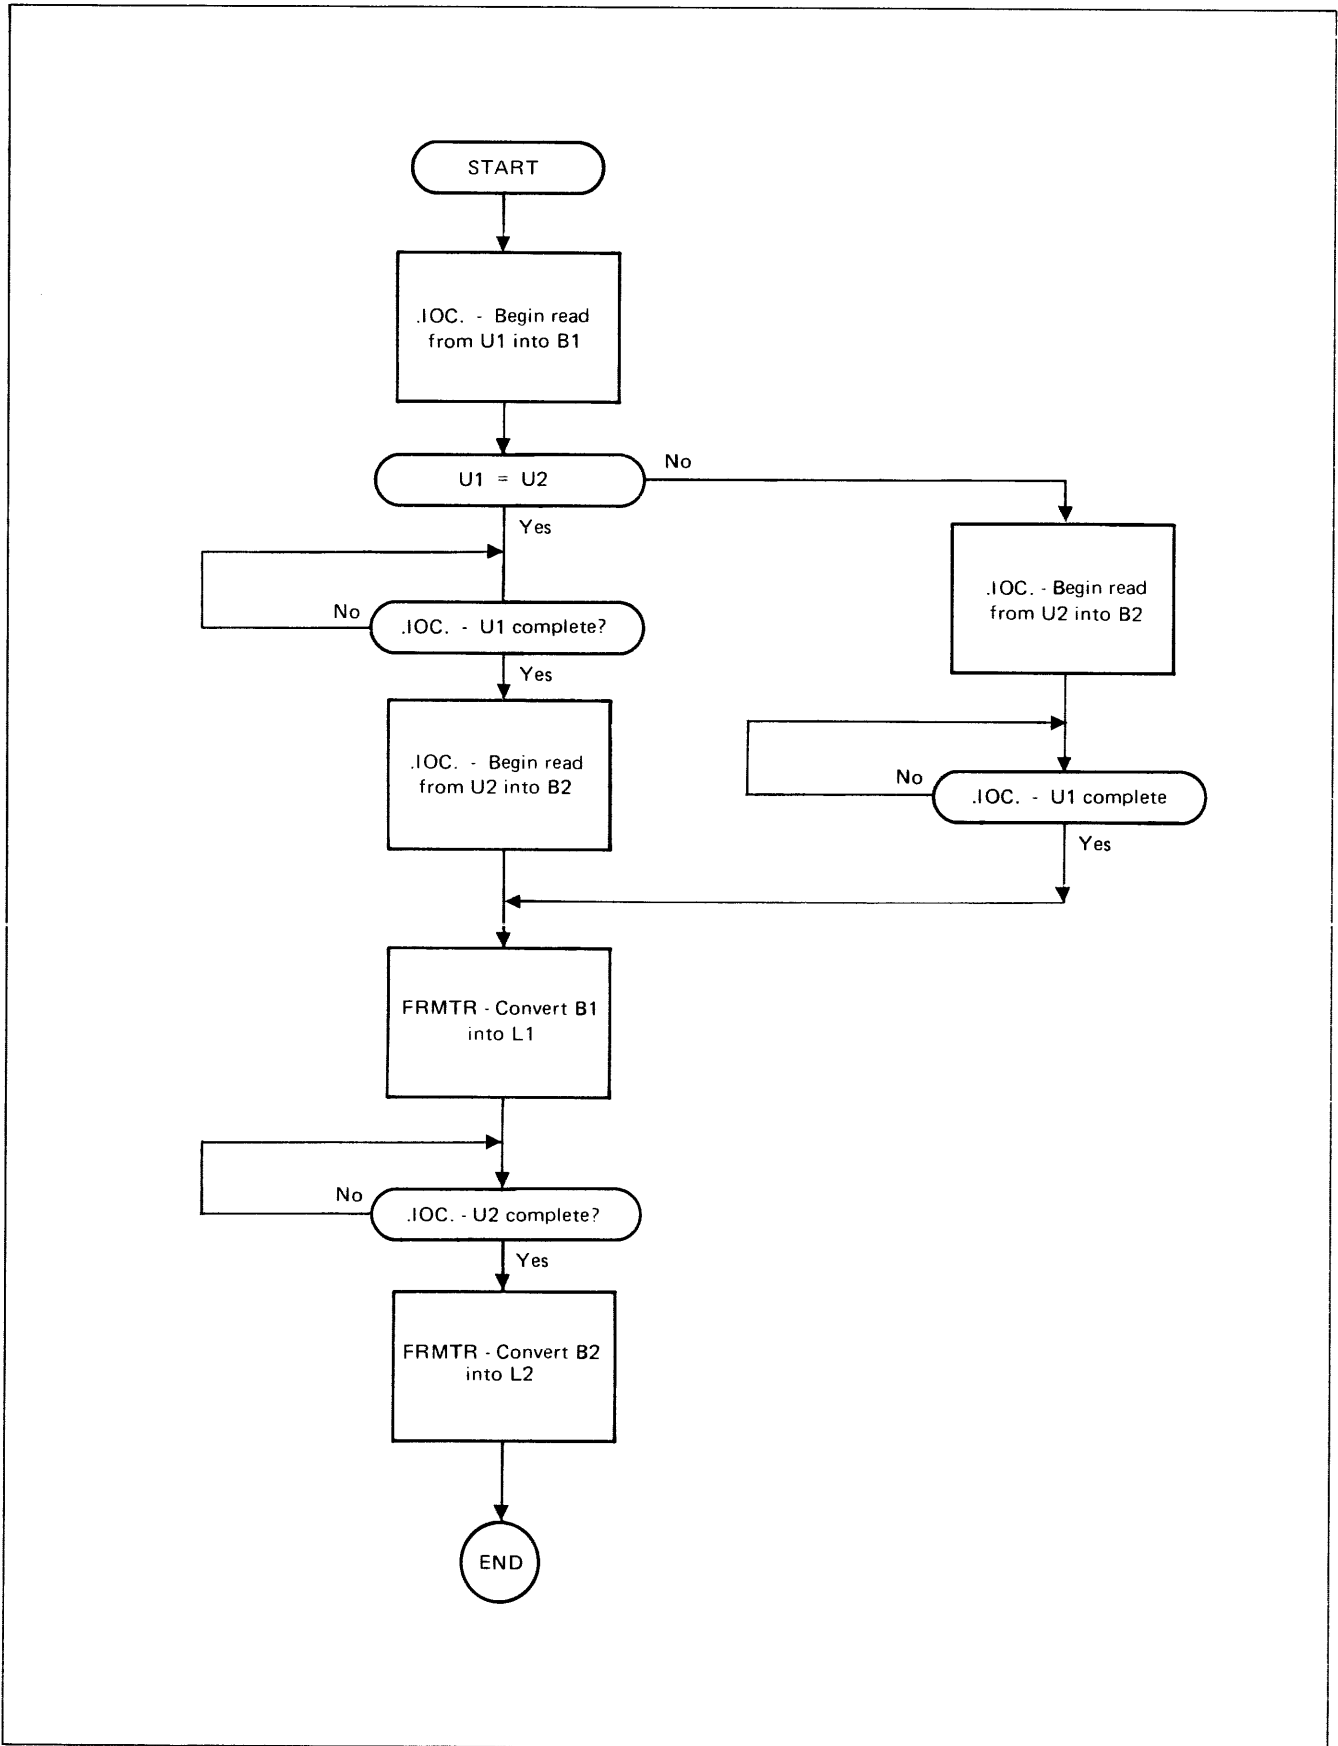 START
.IOC. - Begin read
from U1 into B1
U1 = U2
No
Yes
.IOC. - Begin read
from U2 into B2
No
.IOC. - U1 complete?
Yes
.IOC. - Begin read
from U2 into B2
No
.IOC. - U1 complete
Yes
FRMTR - Convert B1
into L1
No
.IOC. - U2 complete?
Yes
FRMTR - Convert B2
into L2
END